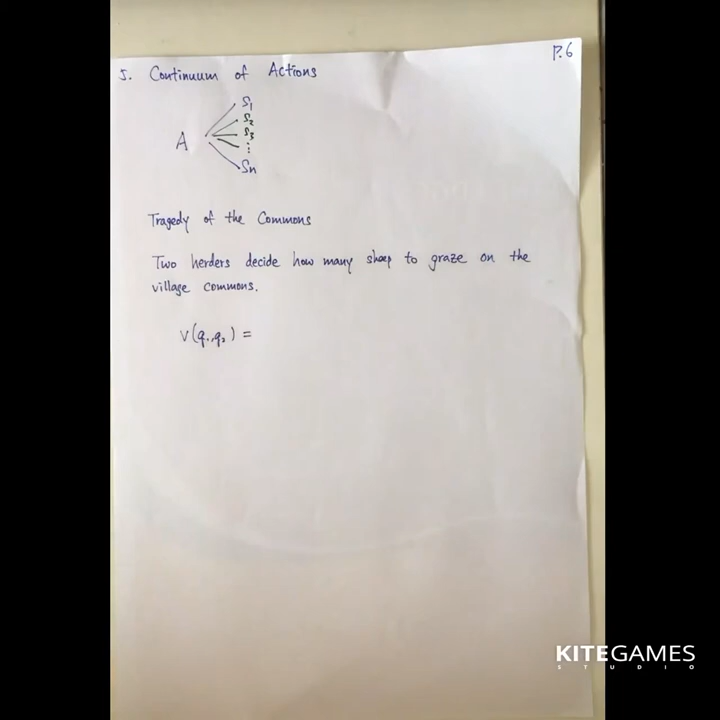 P.6
5. Continuum of Actions
S1
S2
S3
A
...
Sn
Tragedy of the Commons
Two herders decide how many sheep to graze on the
village commons.
V(q1,q2) =
KITEGAMES
STUDIO